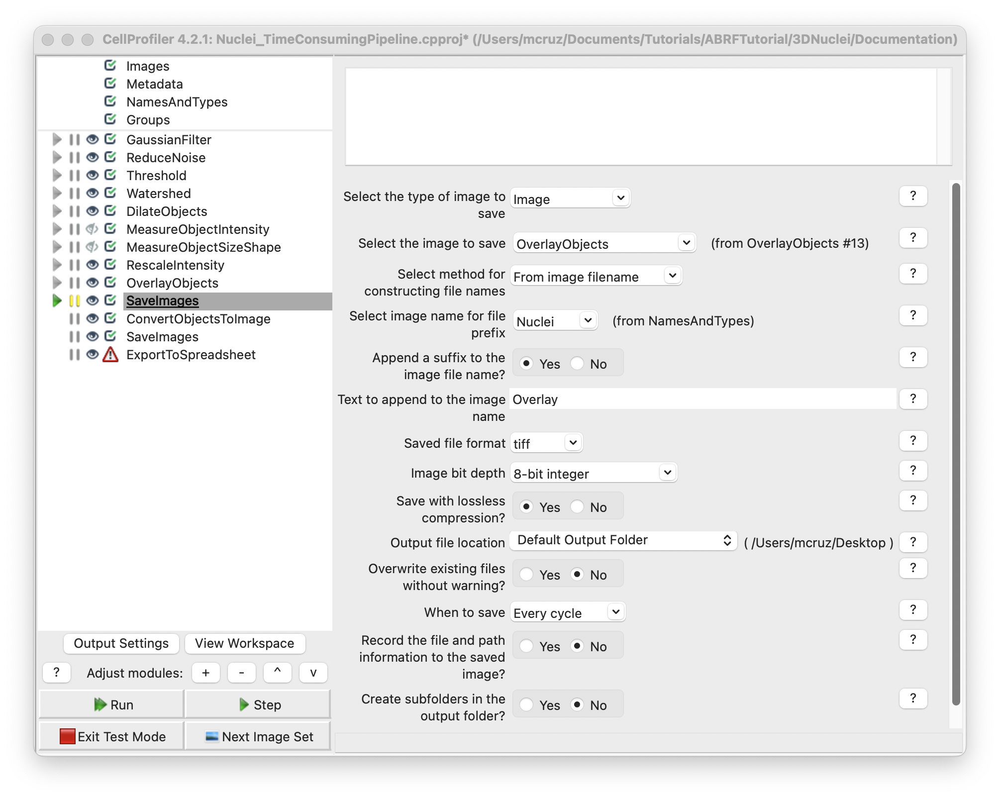 CellProfiler 4.2.1: Nuclei_TimeConsumingPipeline.cpproj* (/Users/mcruz/Documents/Tutorials/ABRFTutorial/3DNuclei/Documentation)
Images
Metadata
NamesAndTypes
Groups
GaussianFilter
ReduceNoise
Threshold
Watershed
DilateObjects
MeasureObjectIntensity
MeasureObjectSizeShape
RescaleIntensity
OverlayObjects
SaveImages
ConvertObjectsToImage
SaveImages
ExportToSpreadsheet
Output Settings View Workspace
? Adjust modules: + - ^ v
Run Step
Exit Test Mode Next Image Set
Select the type of image to
save
Image ?
Select the image to save OverlayObjects (from OverlayObjects #13) ?
Select method for
constructing file names
From image filename ?
Select image name for file
prefix
Nuclei (from NamesAndTypes) ?
Append a suffix to the
image file name?
Yes No ?
Text to append to the image
name
Overlay ?
Saved file format tiff ?
Image bit depth 8-bit integer ?
Save with lossless
compression?
Yes No ?
Output file location Default Output Folder ( /Users/mcruz/Desktop ) ?
Overwrite existing files
without warning?
Yes No ?
When to save Every cycle ?
Record the file and path
information to the saved
image?
Yes No ?
Create subfolders in the
output folder?
Yes No ?